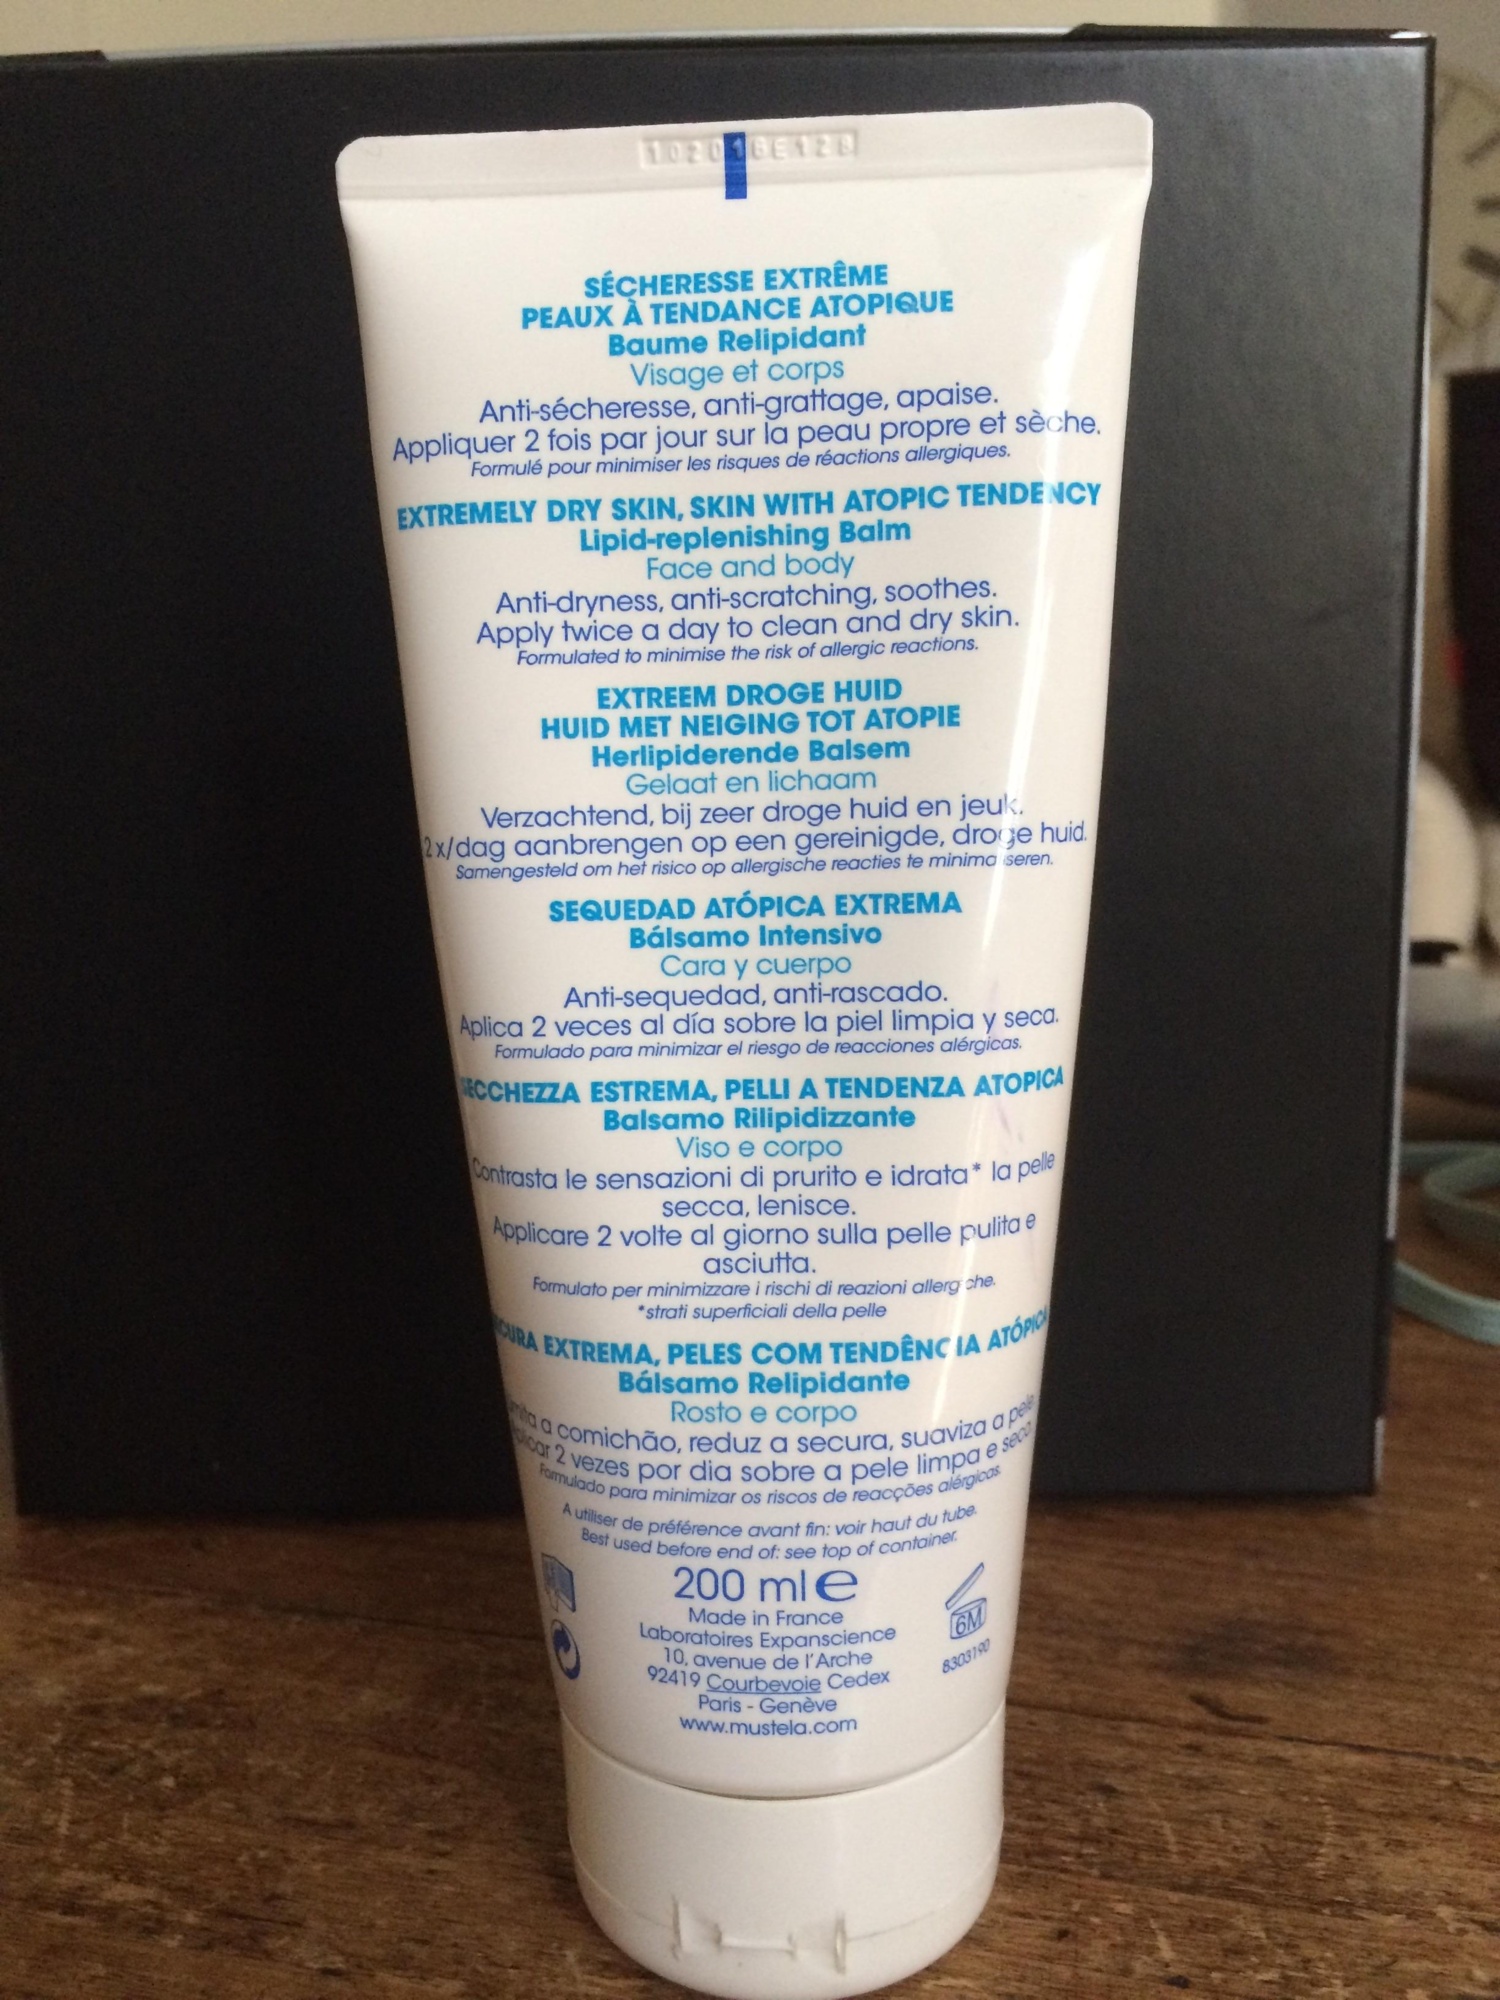 102016E128
SÉCHERESSE EXTRÊME
PEAUX À TENDANCE ATOPIQUE
Baume Relipidant
Visage et corps
Anti-sécheresse, anti-grattage, apaise.
Appliquer 2 fois par jour sur la peau propre et sèche.
Formulé pour minimiser les risques de réactions allergiques.
EXTREMELY DRY SKIN, SKIN WITH ATOPIC TENDENCY
Lipid-replenishing Balm
Face and body
Anti-dryness, anti-scratching, soothes.
Apply twice a day to clean and dry skin.
Formulated to minimise the risk of allergic reactions.
EXTREEM DROGE HUID
HUID MET NEIGING TOT ATOPIE
Herlipiderende Balsem
Gelaat en lichaam
Verzachtend, bij zeer droge huid en jeuk.
2x/dag aanbrengen op een gereinigde, droge huid.
Samengesteld om het risico op allergische reacties te minimaliseren.
SEQUEDAD ATÓPICA EXTREMA
Bálsamo Intensivo
Cara y cuerpo
Anti-sequedad, anti-rascado.
Aplica 2 veces al día sobre la piel limpia y seca.
Formulado para minimizar el riesgo de reacciones alérgicas.
SECCHEZZA ESTREMA, PELLI A TENDENZA ATOPICA
Balsamo Rilipidizzante
Viso e corpo
Contrasta le sensazioni di prurito e idrata* la pelle
secca, lenisce.
Applicare 2 volte al giorno sulla pelle pulita e
asciutta.
Formulato per minimizzare i rischi di reazioni allergiche.
*strati superficiali della pelle
EXTREMA, PELES COM TENDÊNCIA ATÓPICA
Bálsamo Relipidante
Rosto e corpo
a comichão, reduz a secura, suaviza a pele
Aplicar 2 vezes por dia sobre a pele limpa e seca.
Formulado para minimizar os riscos de reacções alérgicas.
A utiliser de préférence avant fin: voir haut du tube.
Best used before end of: see top of container.
200 ml e
Made in France
Laboratoires Expanscience
10, avenue de l'Arche
92419 Courbevoie Cedex
Paris - Genève
www.mustela.com
6M
8303190